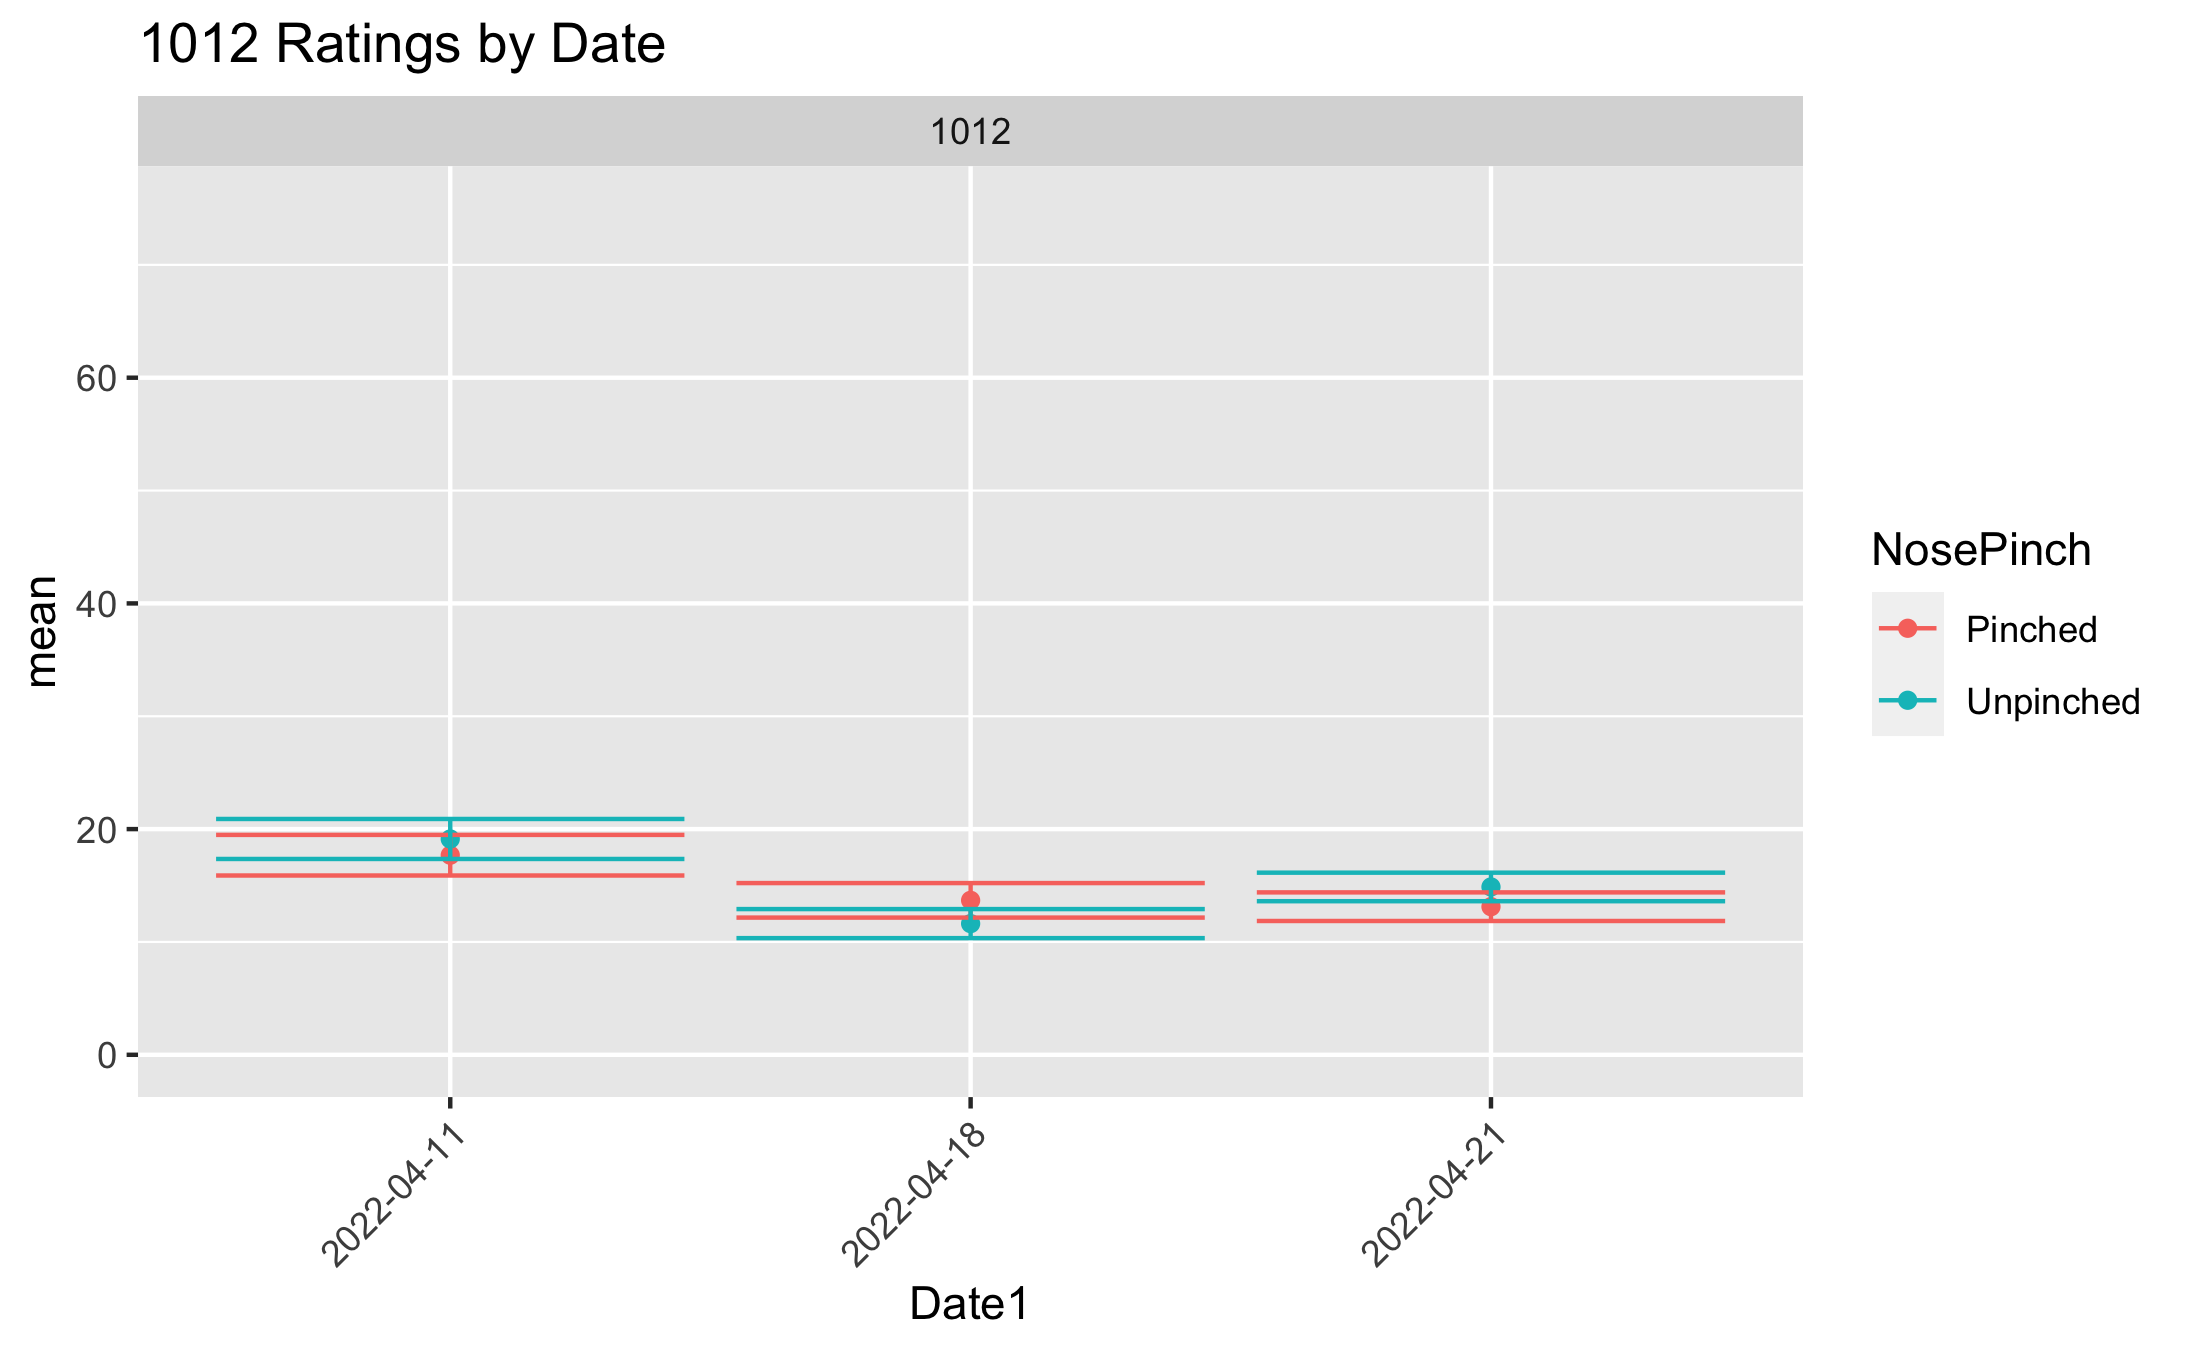 1012 Ratings by Date
1012
60
40
20
0
mean
2022-04-11
2022-04-18
2022-04-21
Date1
NosePinch
Pinched
Unpinched